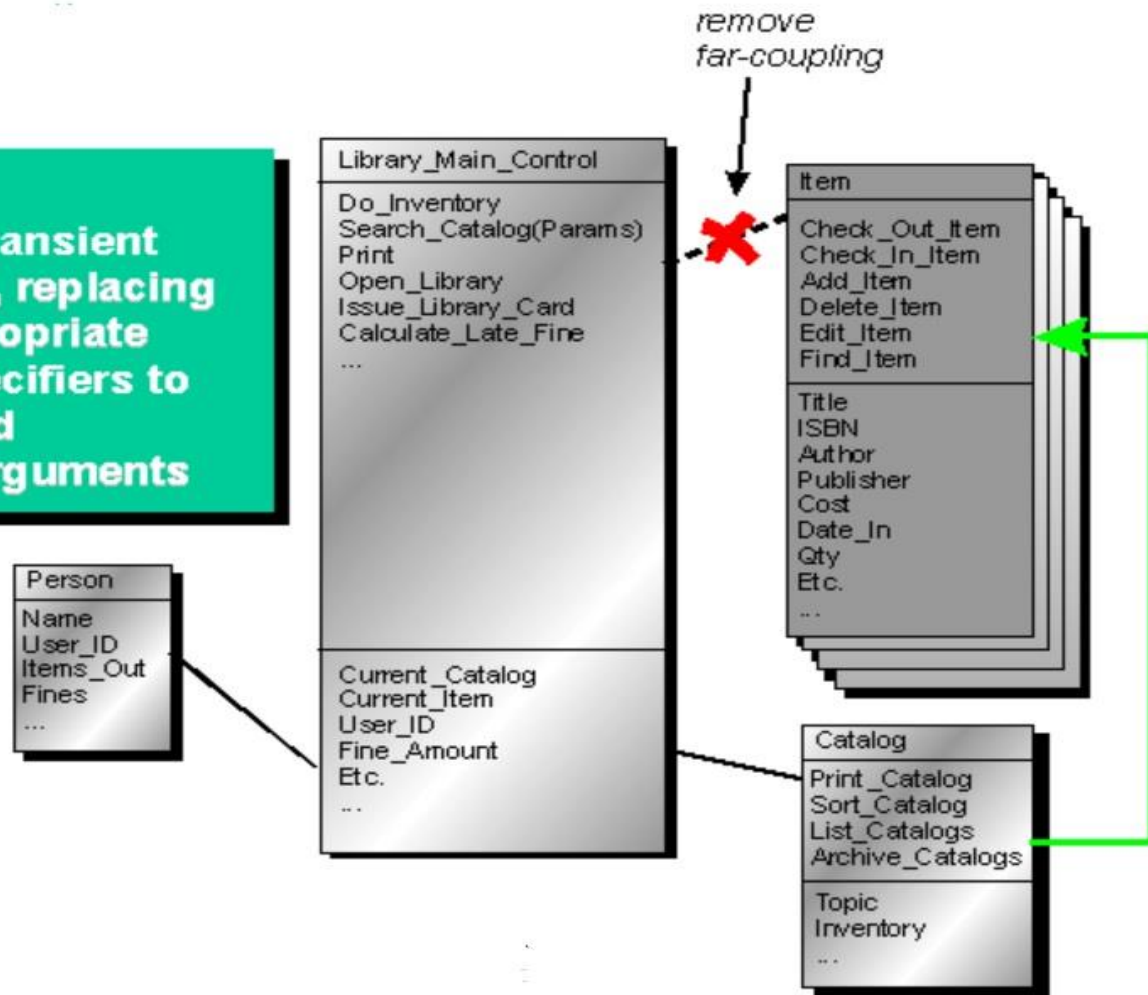 remove
far-coupling
ansient
, replacing
opriate
ecifiers to
d
rguments
Library_Main_Control
Do_Inventory
Search_Catalog(Params)
Print
Open_Library
Issue_Library_Card
Calculate_Late_Fine
...
Current_Catalog
Current_Item
User_ID
Fine_Amount
Etc.
...
Item
Check_Out_Item
Check_In_Item
Add_Item
Delete_Item
Edit_Item
Find_Item
Title
ISBN
Author
Publisher
Cost
Date_In
Qty
Etc.
...
Person
Name
User_ID
Items_Out
Fines
...
Catalog
Print_Catalog
Sort_Catalog
List_Catalogs
Archive_Catalogs
Topic
Inventory
...